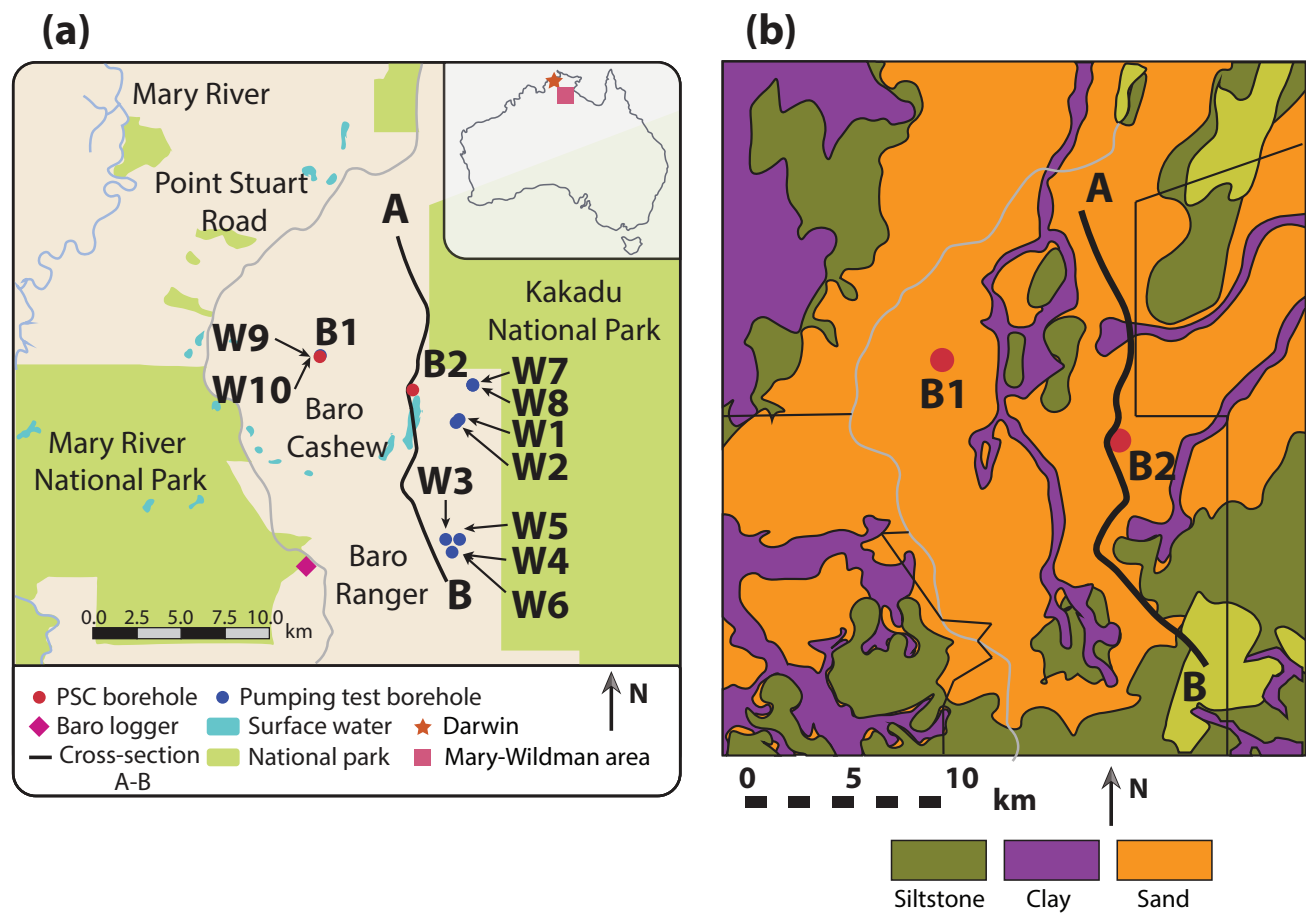 (a)
Mary River
Point Stuart
Road
A
Kakadu
National Park
W9
B1
W10
B2
W7
W8
W1
W2
Baro
Cashew
Mary River
National Park
W3
W5
W4
W6
Baro
Ranger
B
0.0 2.5 5.0 7.5 10.0
km
PSC borehole
Pumping test borehole
N
Baro logger
Surface water
Darwin
Cross-section
A-B
National park
Mary-Wildman area
(b)
A
B1
B2
B
0 5 10
km
N
Siltstone
Clay
Sand